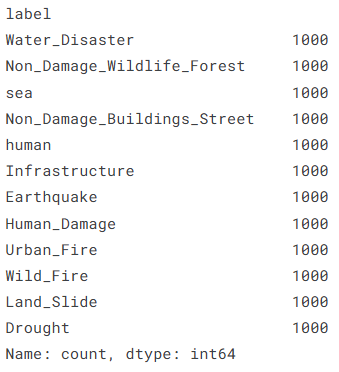 label
Water_Disaster 1000
Non_Damage_Wildlife_Forest 1000
sea 1000
Non_Damage_Buildings_Street 1000
human 1000
Infrastructure 1000
Earthquake 1000
Human_Damage 1000
Urban_Fire 1000
Wild_Fire 1000
Land_Slide 1000
Drought 1000
Name: count, dtype: int64